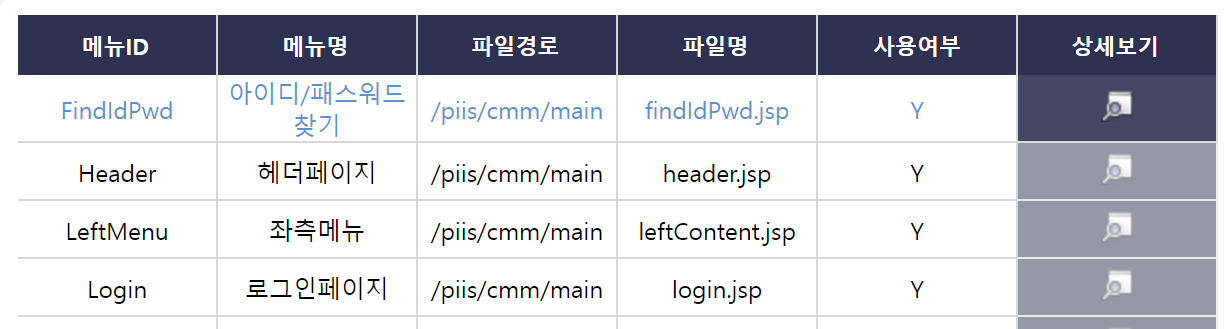 메뉴ID 메뉴명 파일경로 파일명 사용여부 상세보기
FindIdPwd 아이디/패스워드 찾기 /piis/cmm/main findIdPwd.jsp Y
Header 헤더페이지 /piis/cmm/main header.jsp Y
LeftMenu 좌측메뉴 /piis/cmm/main leftContent.jsp Y
Login 로그인페이지 /piis/cmm/main login.jsp Y